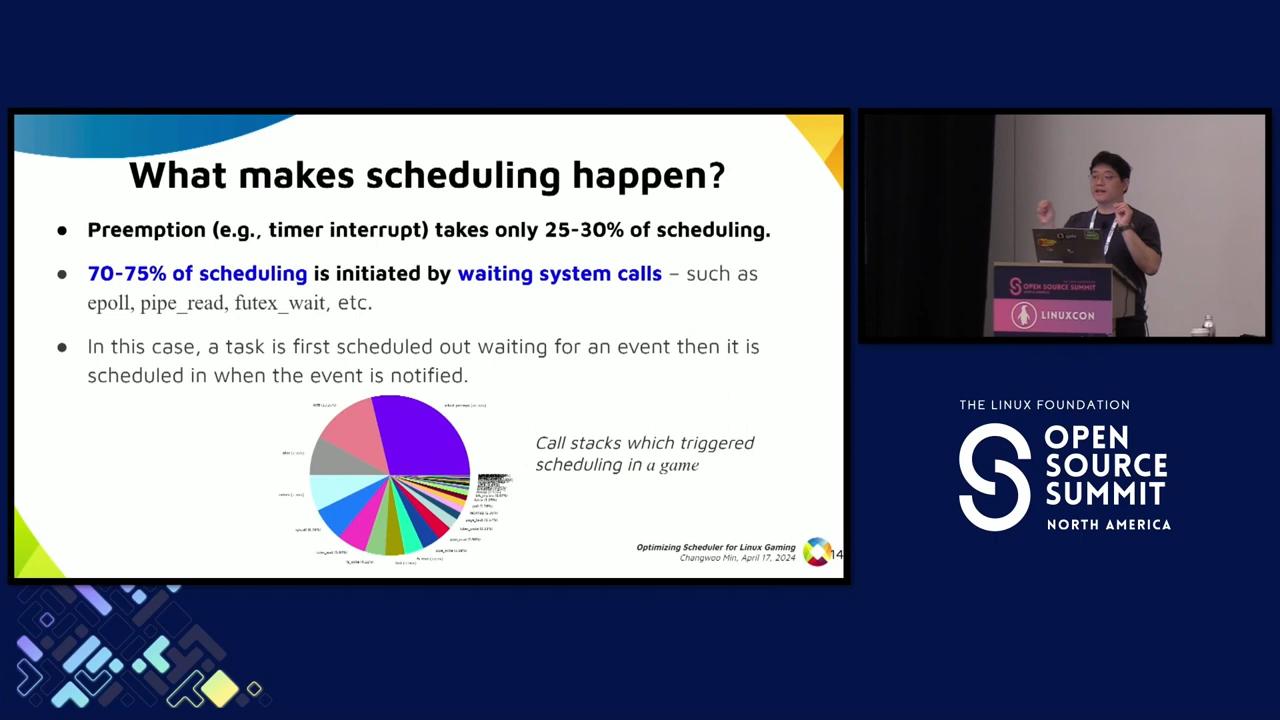 What makes scheduling happen?
● Preemption (e.g., timer interrupt) takes only 25-30% of scheduling.
● 70-75% of scheduling is initiated by waiting system calls – such as
epoll, pipe_read, futex_wait, etc.
● In this case, a task is first scheduled out waiting for an event then it is
scheduled in when the event is notified.
Call stacks which triggered
scheduling in a game
Optimizing Scheduler for Linux Gaming
Changwoo Min, April 17, 2024
14
OPEN SOURCE SUMMIT
LINUXCON
THE LINUX FOUNDATION
OPEN
SOURCE
SUMMIT
NORTH AMERICA